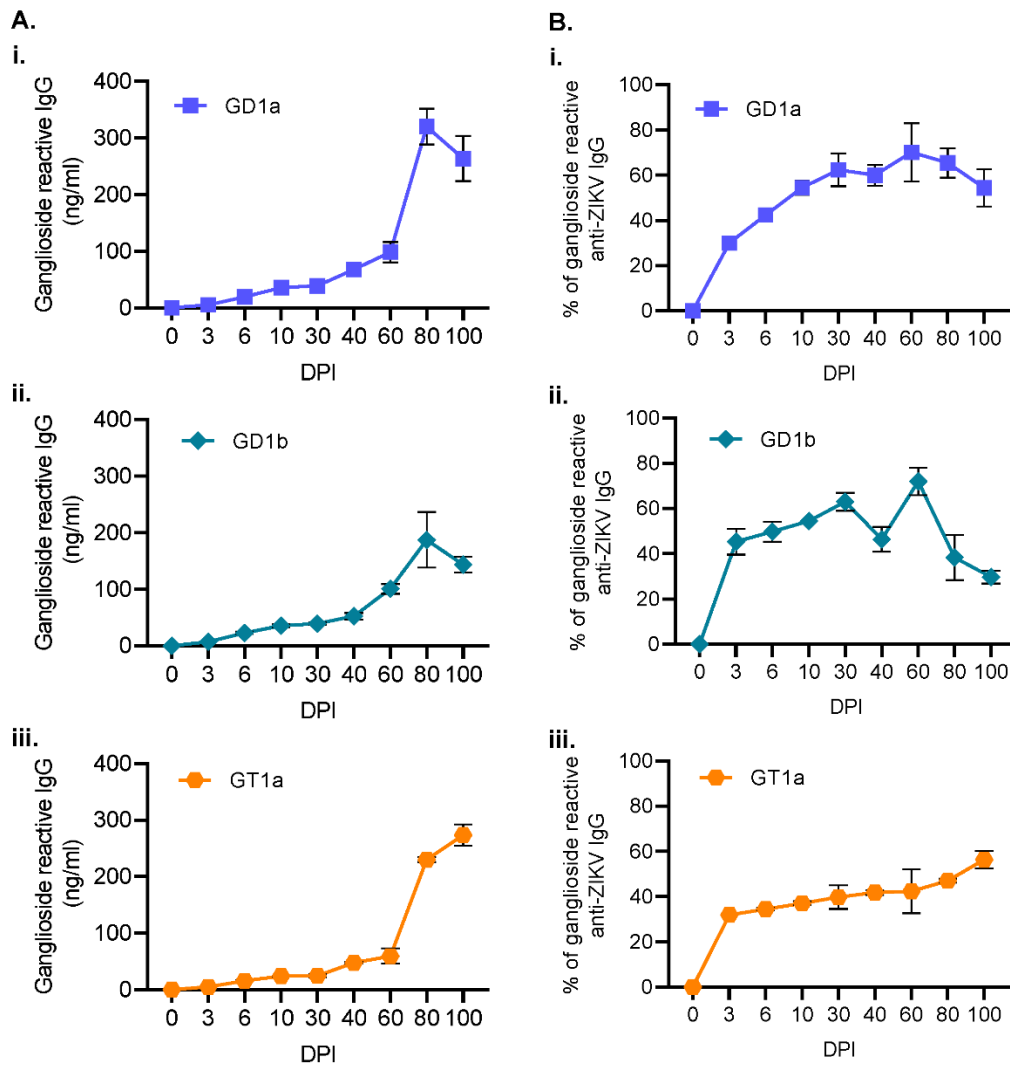 A.
i.
Ganglioside reactive IgG
(ng/ml)
400
300
200
100
0
GD1a
0 3 6 10 30 40 60 80 100
DPI
ii.
Ganglioside reactive IgG
(ng/ml)
400
300
200
100
0
GD1b
0 3 6 10 30 40 60 80 100
DPI
iii.
Ganglioside reactive IgG
(ng/ml)
400
300
200
100
0
GT1a
0 3 6 10 30 40 60 80 100
DPI
B.
i.
% of ganglioside reactive
anti-ZIKV IgG
100
80
60
40
20
0
GD1a
0 3 6 10 30 40 60 80 100
DPI
ii.
% of ganglioside reactive
anti-ZIKV IgG
100
80
60
40
20
0
GD1b
0 3 6 10 30 40 60 80 100
DPI
iii.
% of ganglioside reactive
anti-ZIKV IgG
100
80
60
40
20
0
GT1a
0 3 6 10 30 40 60 80 100
DPI